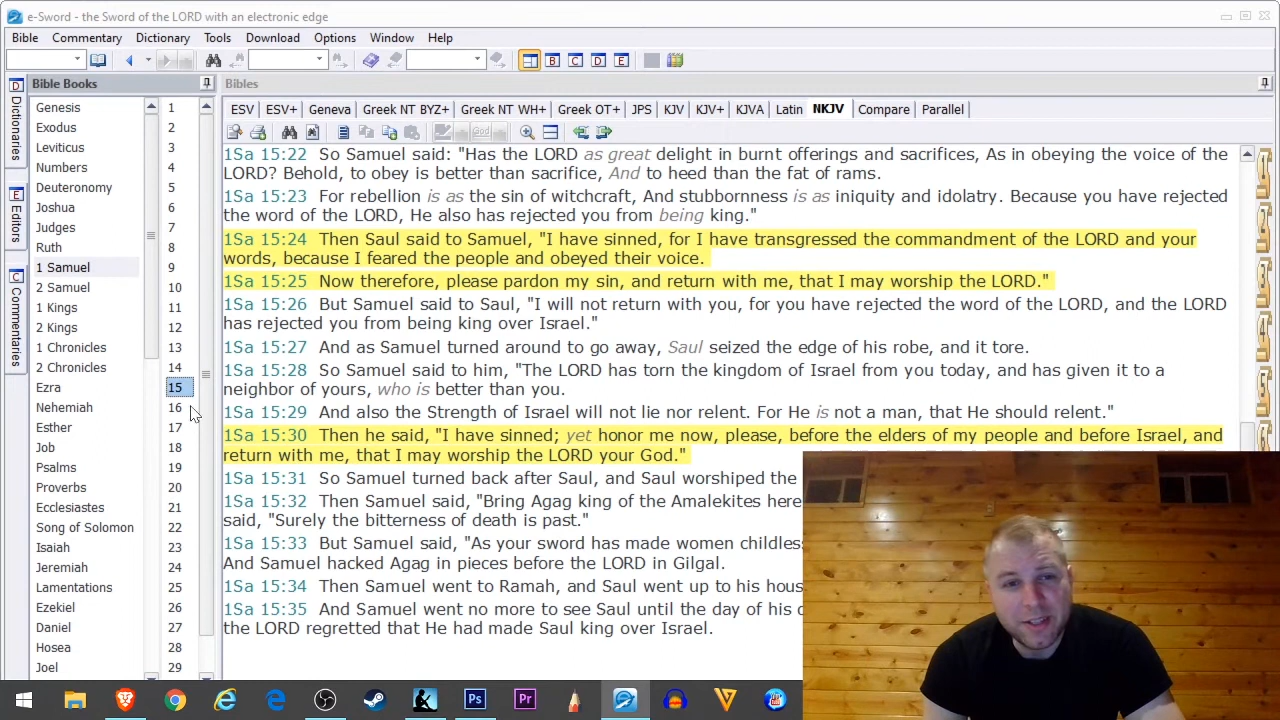 e-Sword - the Sword of the LORD with an electronic edge
Bible Commentary Dictionary Tools Download Options Window Help
B C D E
Bible Books
Bibles
D Dictionaries
E Editors
C Commentaries
Genesis
Exodus
Leviticus
Numbers
Deuteronomy
Joshua
Judges
Ruth
1 Samuel
2 Samuel
1 Kings
2 Kings
1 Chronicles
2 Chronicles
Ezra
Nehemiah
Esther
Job
Psalms
Proverbs
Ecclesiastes
Song of Solomon
Isaiah
Jeremiah
Lamentations
Ezekiel
Daniel
Hosea
Joel
1
2
3
4
5
6
7
8
9
10
11
12
13
14
15
16
17
18
19
20
21
22
23
24
25
26
27
28
29
ESV ESV+ Geneva Greek NT BYZ+ Greek NT WH+ Greek OT+ JPS KJV KJV+ KJVA Latin NKJV Compare Parallel
God
1Sa 15:22 So Samuel said: "Has the LORD as great delight in burnt offerings and sacrifices, As in obeying the voice of the
LORD? Behold, to obey is better than sacrifice, And to heed than the fat of rams.
1Sa 15:23 For rebellion is as the sin of witchcraft, And stubbornness is as iniquity and idolatry. Because you have rejected
the word of the LORD, He also has rejected you from being king."
1Sa 15:24 Then Saul said to Samuel, "I have sinned, for I have transgressed the commandment of the LORD and your
words, because I feared the people and obeyed their voice.
1Sa 15:25 Now therefore, please pardon my sin, and return with me, that I may worship the LORD."
1Sa 15:26 But Samuel said to Saul, "I will not return with you, for you have rejected the word of the LORD, and the LORD
has rejected you from being king over Israel."
1Sa 15:27 And as Samuel turned around to go away, Saul seized the edge of his robe, and it tore.
1Sa 15:28 So Samuel said to him, "The LORD has torn the kingdom of Israel from you today, and has given it to a
neighbor of yours, who is better than you.
1Sa 15:29 And also the Strength of Israel will not lie nor relent. For He is not a man, that He should relent."
1Sa 15:30 Then he said, "I have sinned; yet honor me now, please, before the elders of my people and before Israel, and
return with me, that I may worship the LORD your God."
1Sa 15:31 So Samuel turned back after Saul, and Saul worshiped the
1Sa 15:32 Then Samuel said, "Bring Agag king of the Amalekites here
said, "Surely the bitterness of death is past."
1Sa 15:33 But Samuel said, "As your sword has made women childless
And Samuel hacked Agag in pieces before the LORD in Gilgal.
1Sa 15:34 Then Samuel went to Ramah, and Saul went up to his hous
1Sa 15:35 And Samuel went no more to see Saul until the day of his d
the LORD regretted that He had made Saul king over Israel.
1
2
3
4
5
6
Ps
Pr